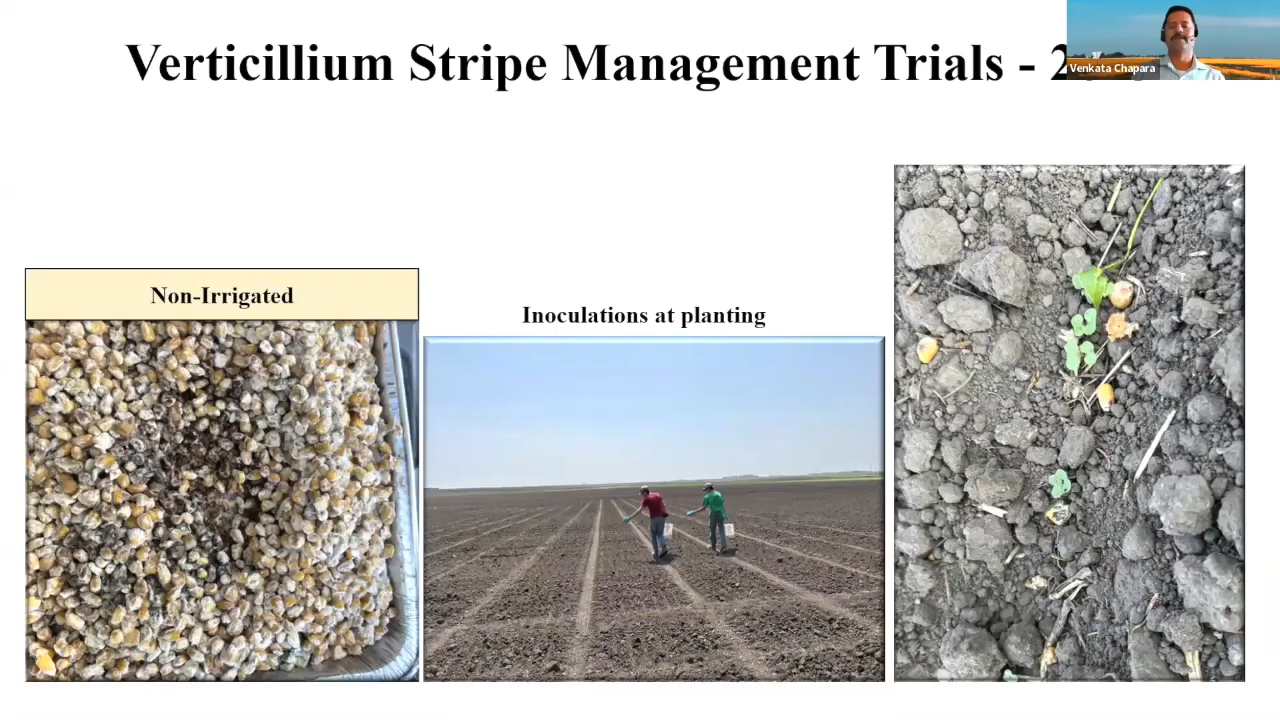 Verticillium Stripe Management Trials - 2
Venkata Chapara
Non-Irrigated
Inoculations at planting